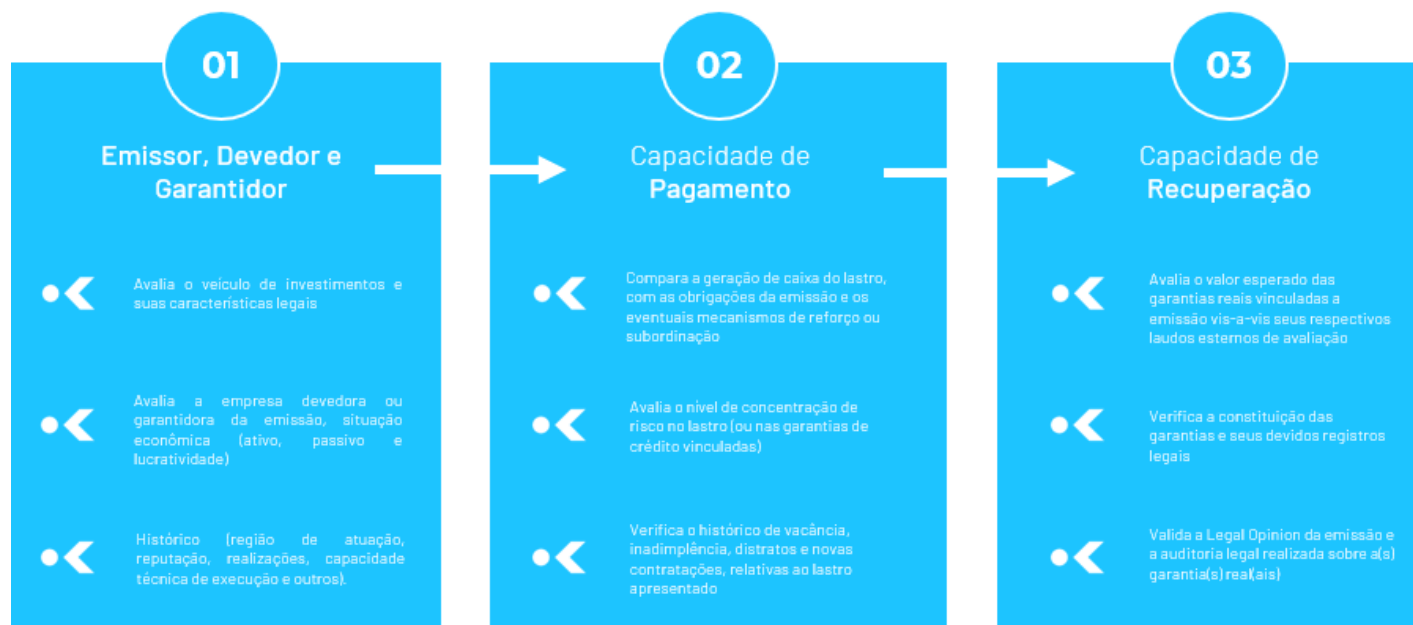 01
Emissor, Devedor e
Garantidor
Avalia o veículo de investimentos e
suas características legais
Avalia a empresa devedora ou
garantidora da emissão, situação
econômica (ativo, passivo e
lucratividade)
Histórico (região de atuação,
reputação, realizações, capacidade
técnica de execução e outros).
02
Capacidade de
Pagamento
Compara a geração de caixa do lastro,
com as obrigações da emissão e os
eventuais mecanismos de reforço ou
subordinação
Avalia o nível de concentração de
risco no lastro (ou nas garantias de
crédito vinculadas)
Verifica o histórico de vacância,
inadimplência, distratos e novas
contratações, relativas ao lastro
apresentado
03
Capacidade de
Recuperação
Avalia o valor esperado das
garantias reais vinculadas a
emissão vis-a-vis seus respectivos
laudos esternos de avaliação
Verifica a constituição das
garantias e seus devidos registros
legais
Valida a Legal Opinion da emissão e
a auditoria legal realizada sobre a(s)
garantia(s) real(ais)